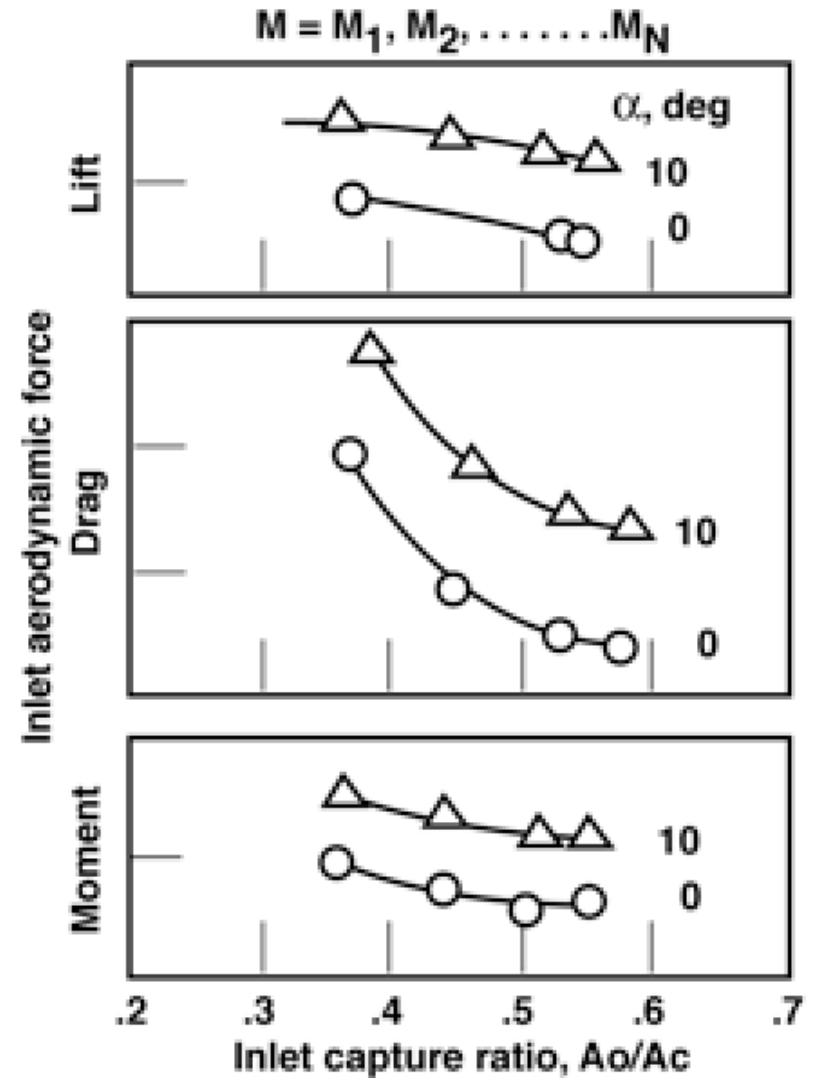 M = M1, M2, . . . . . . .MN
α, deg
10
0
Lift
Inlet aerodynamic force
Drag
10
0
Moment
10
0
.2 .3 .4 .5 .6 .7
Inlet capture ratio, Ao/Ac